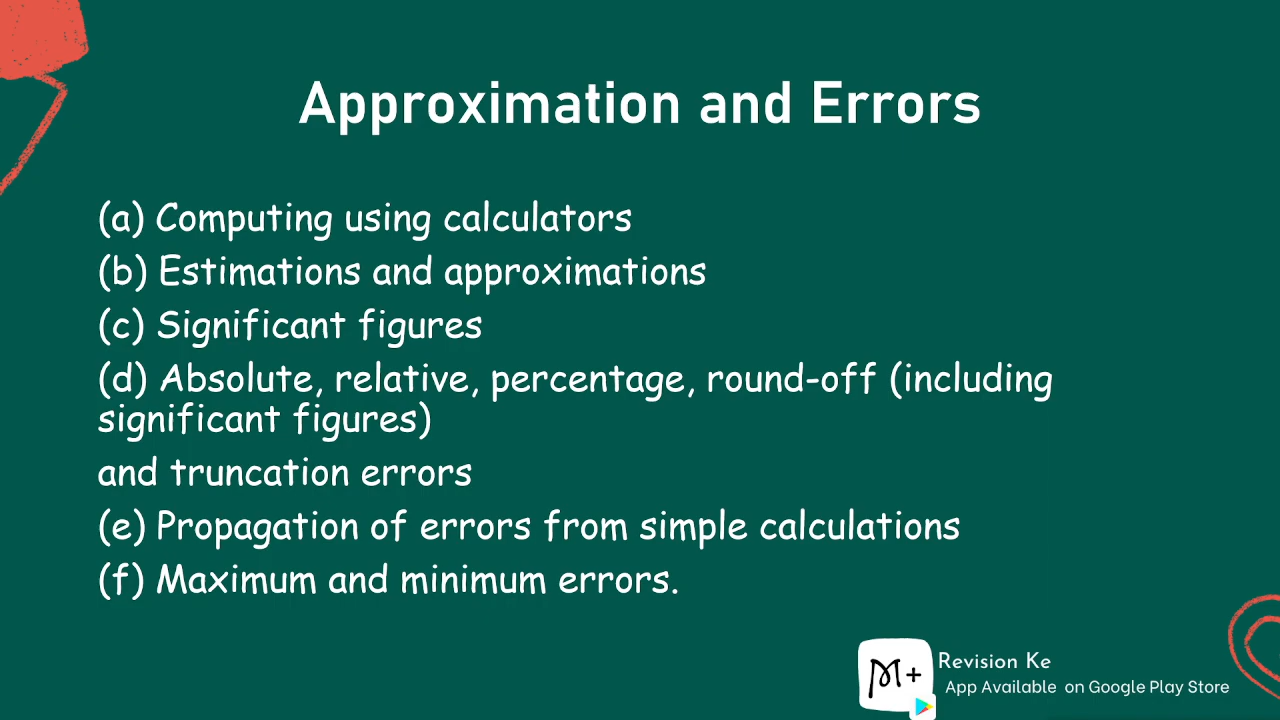 Approximation and Errors
(a) Computing using calculators
(b) Estimations and approximations
(c) Significant figures
(d) Absolute, relative, percentage, round-off (including
significant figures)
and truncation errors
(e) Propagation of errors from simple calculations
(f) Maximum and minimum errors.
M+
Revision Ke
App Available on Google Play Store